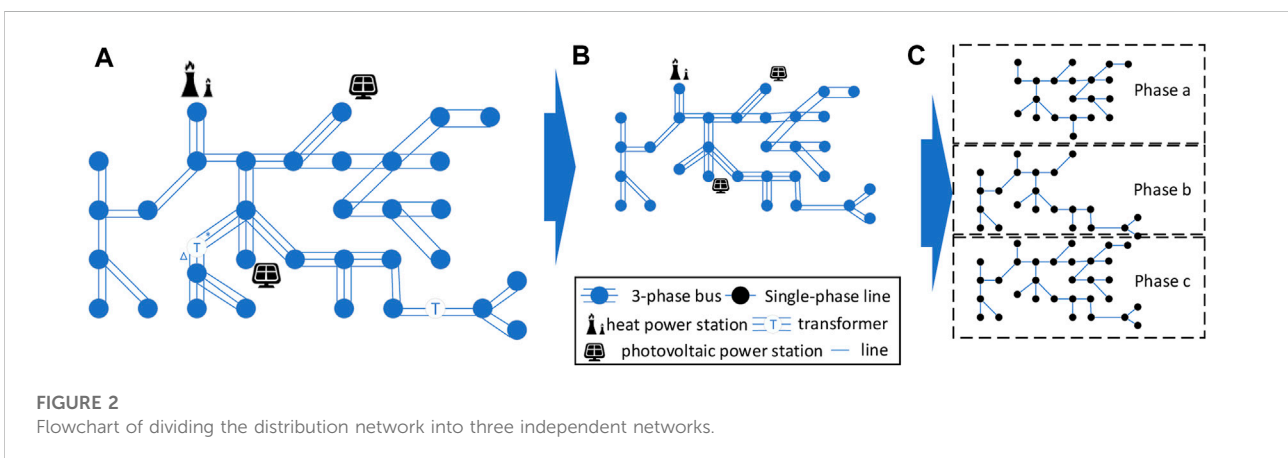 A
B
C
T
*
Δ
T
Phase a
Phase b
Phase c
3-phase bus
Single-phase line
heat power station
T
transformer
photovoltaic power station
line
FIGURE 2
Flowchart of dividing the distribution network into three independent networks.